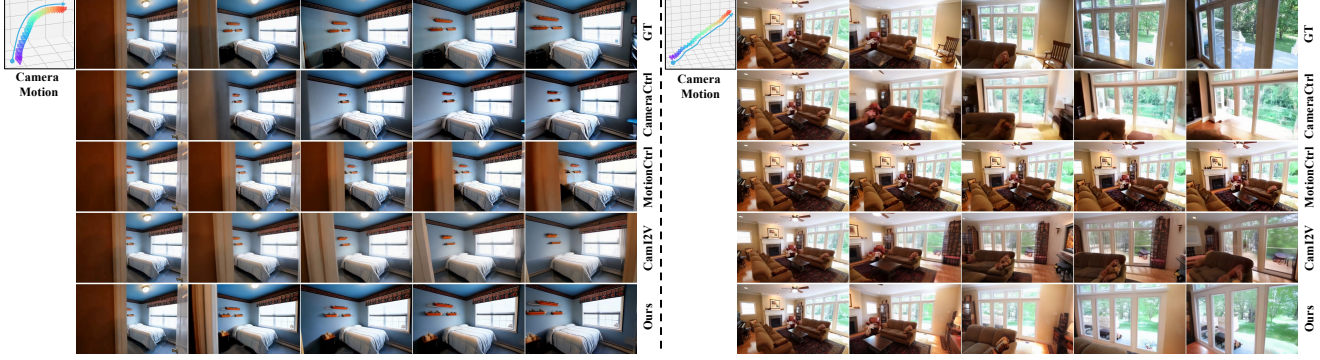 Camera
Motion
GT
CameraCtrl
MotionCtrl
CamI2V
Ours
Camera
Motion
GT
CameraCtrl
MotionCtrl
CamI2V
Ours